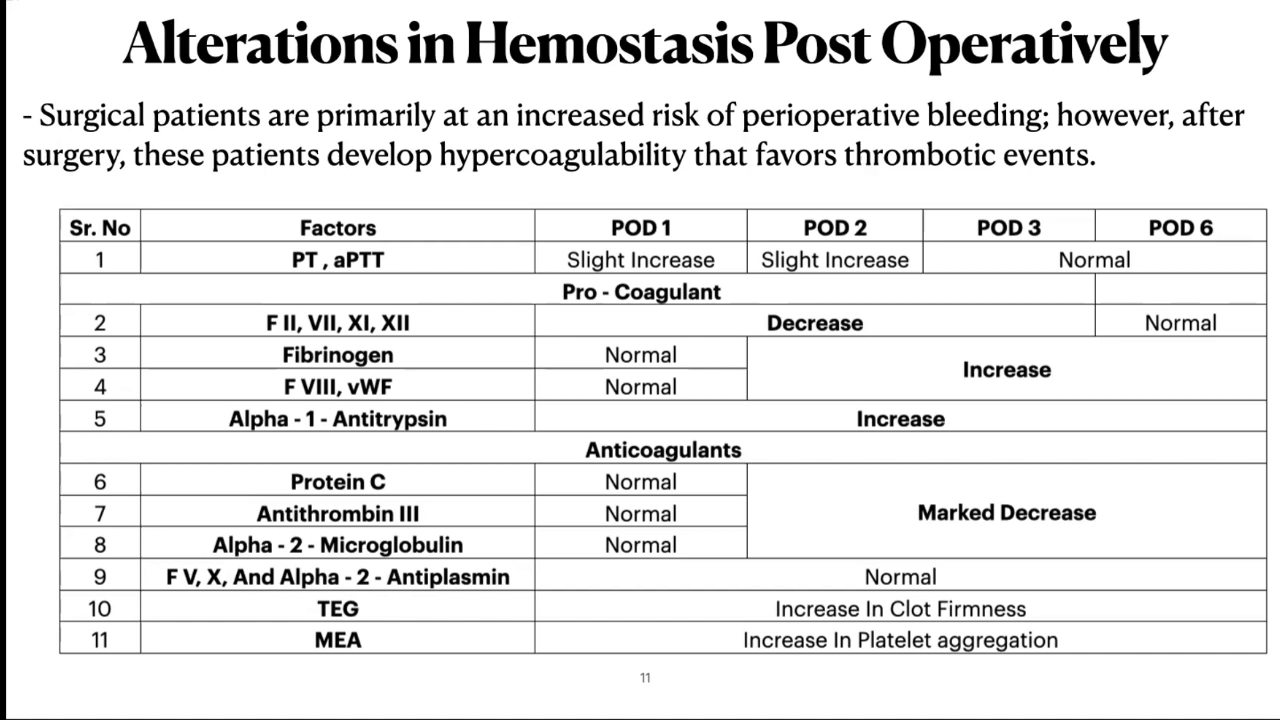 Alterations in Hemostasis Post Operatively
- Surgical patients are primarily at an increased risk of perioperative bleeding; however, after
surgery, these patients develop hypercoagulability that favors thrombotic events.
Sr. No Factors POD 1 POD 2 POD 3 POD 6
1 PT , aPTT Slight Increase Slight Increase Normal
Pro - Coagulant
2 F II, VII, XI, XII Decrease Normal
3 Fibrinogen Normal
Increase
4 F VIII, vWF Normal
5 Alpha - 1 - Antitrypsin Increase
Anticoagulants
6 Protein C Normal
7 Antithrombin III Normal Marked Decrease
8 Alpha - 2 - Microglobulin Normal
9 F V, X, And Alpha - 2 - Antiplasmin Normal
10 TEG Increase In Clot Firmness
11 MEA Increase In Platelet aggregation
11